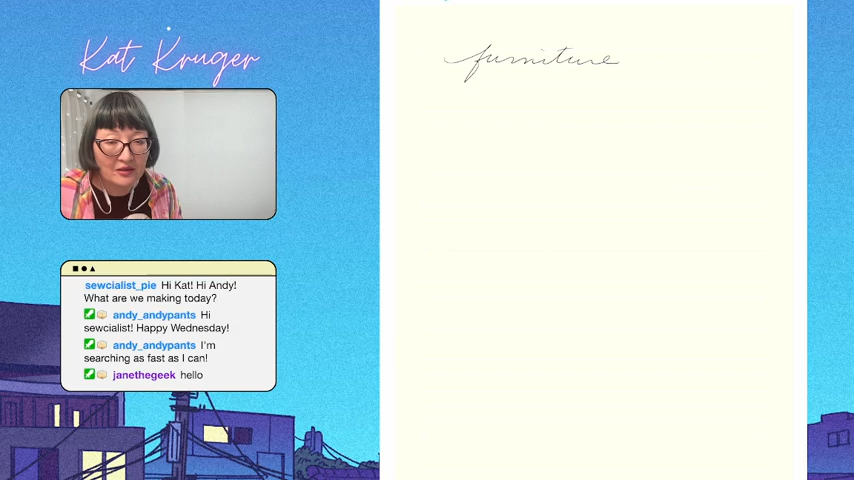 Kat Kruger
furniture
sewcialist_pie Hi Kat! Hi Andy!
What are we making today?
andy_andypants Hi
sewcialist! Happy Wednesday!
andy_andypants I'm
searching as fast as I can!
janethegeek hello